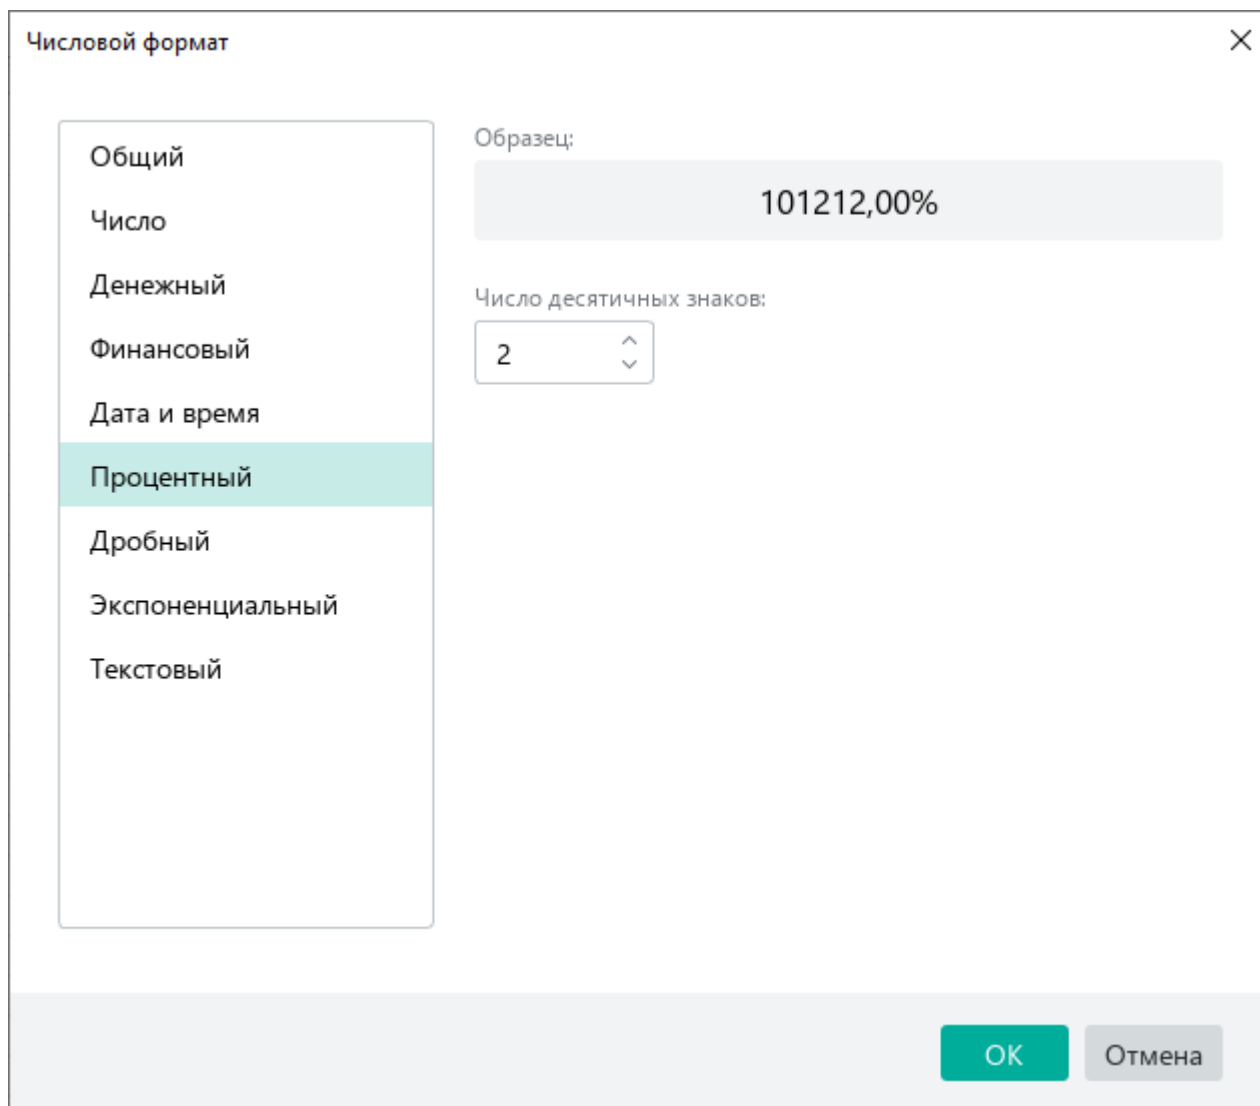 Числовой формат
Общий
Число
Денежный
Финансовый
Дата и время
Процентный
Дробный
Экспоненциальный
Текстовый
Образец:
101212,00%
Число десятичных знаков:
2
ОК
Отмена